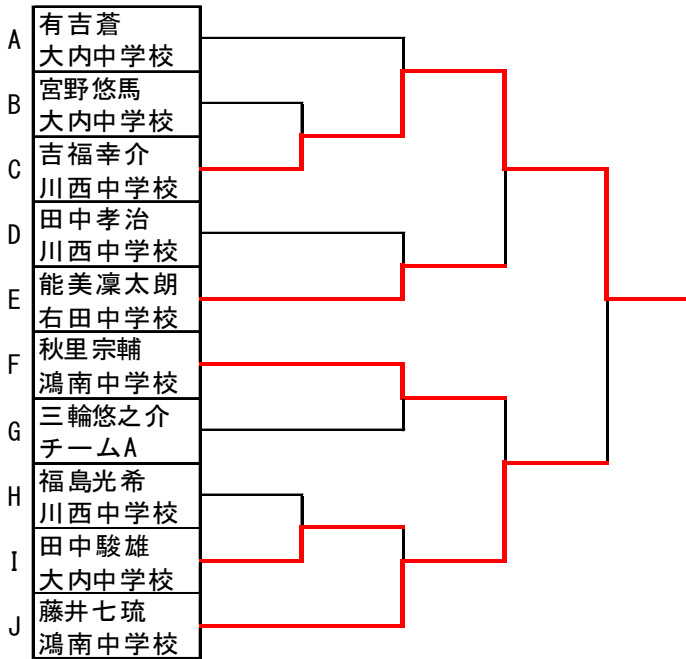 A
有吉蒼
大内中学校
B
宮野悠馬
大内中学校
C
吉福幸介
川西中学校
D
田中孝治
川西中学校
E
能美凜太朗
右田中学校
F
秋里宗輔
鴻南中学校
G
三輪悠之介
チームA
H
福島光希
川西中学校
I
田中駿雄
大内中学校
J
藤井七琉
鴻南中学校